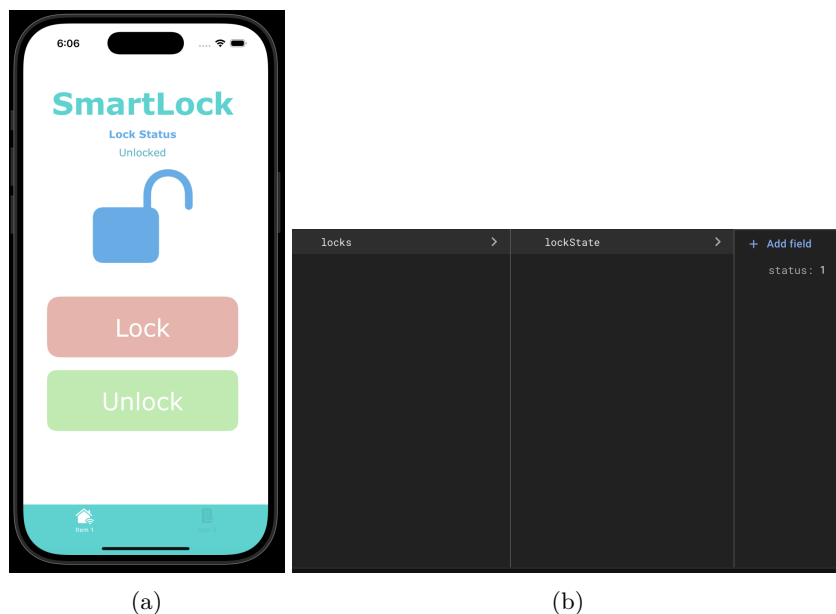 6:06
SmartLock
Lock Status
Unlocked
Lock
Unlock
Item 1
locks
lockState
+ Add field
status: 1
(a)
(b)